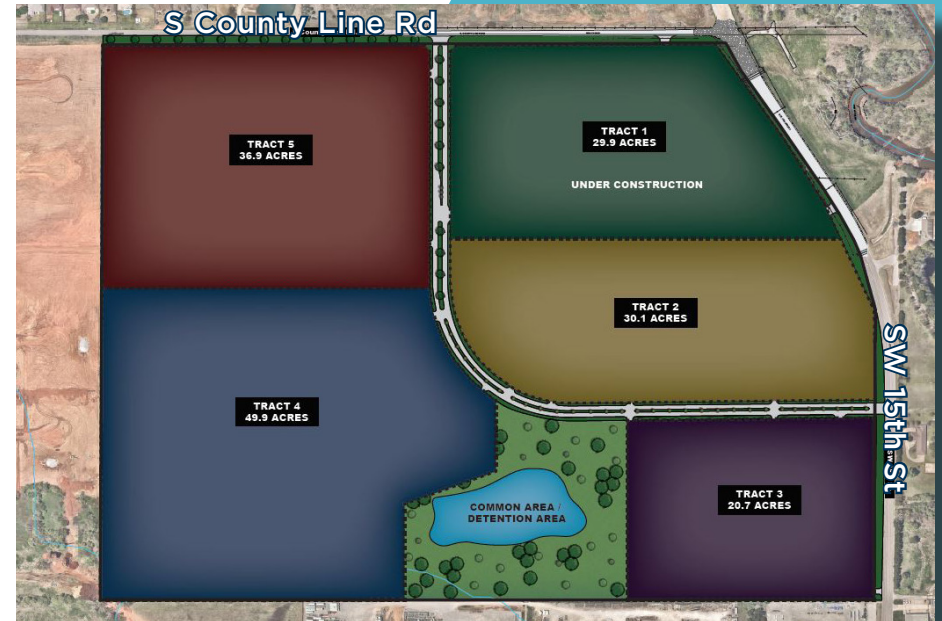 S County Line Rd
TRACT 5
36.9 ACRES
TRACT 1
29.9 ACRES
UNDER CONSTRUCTION
TRACT 2
30.1 ACRES
SW 15th St
TRACT 4
49.9 ACRES
COMMON AREA /
DETENTION AREA
TRACT 3
20.7 ACRES